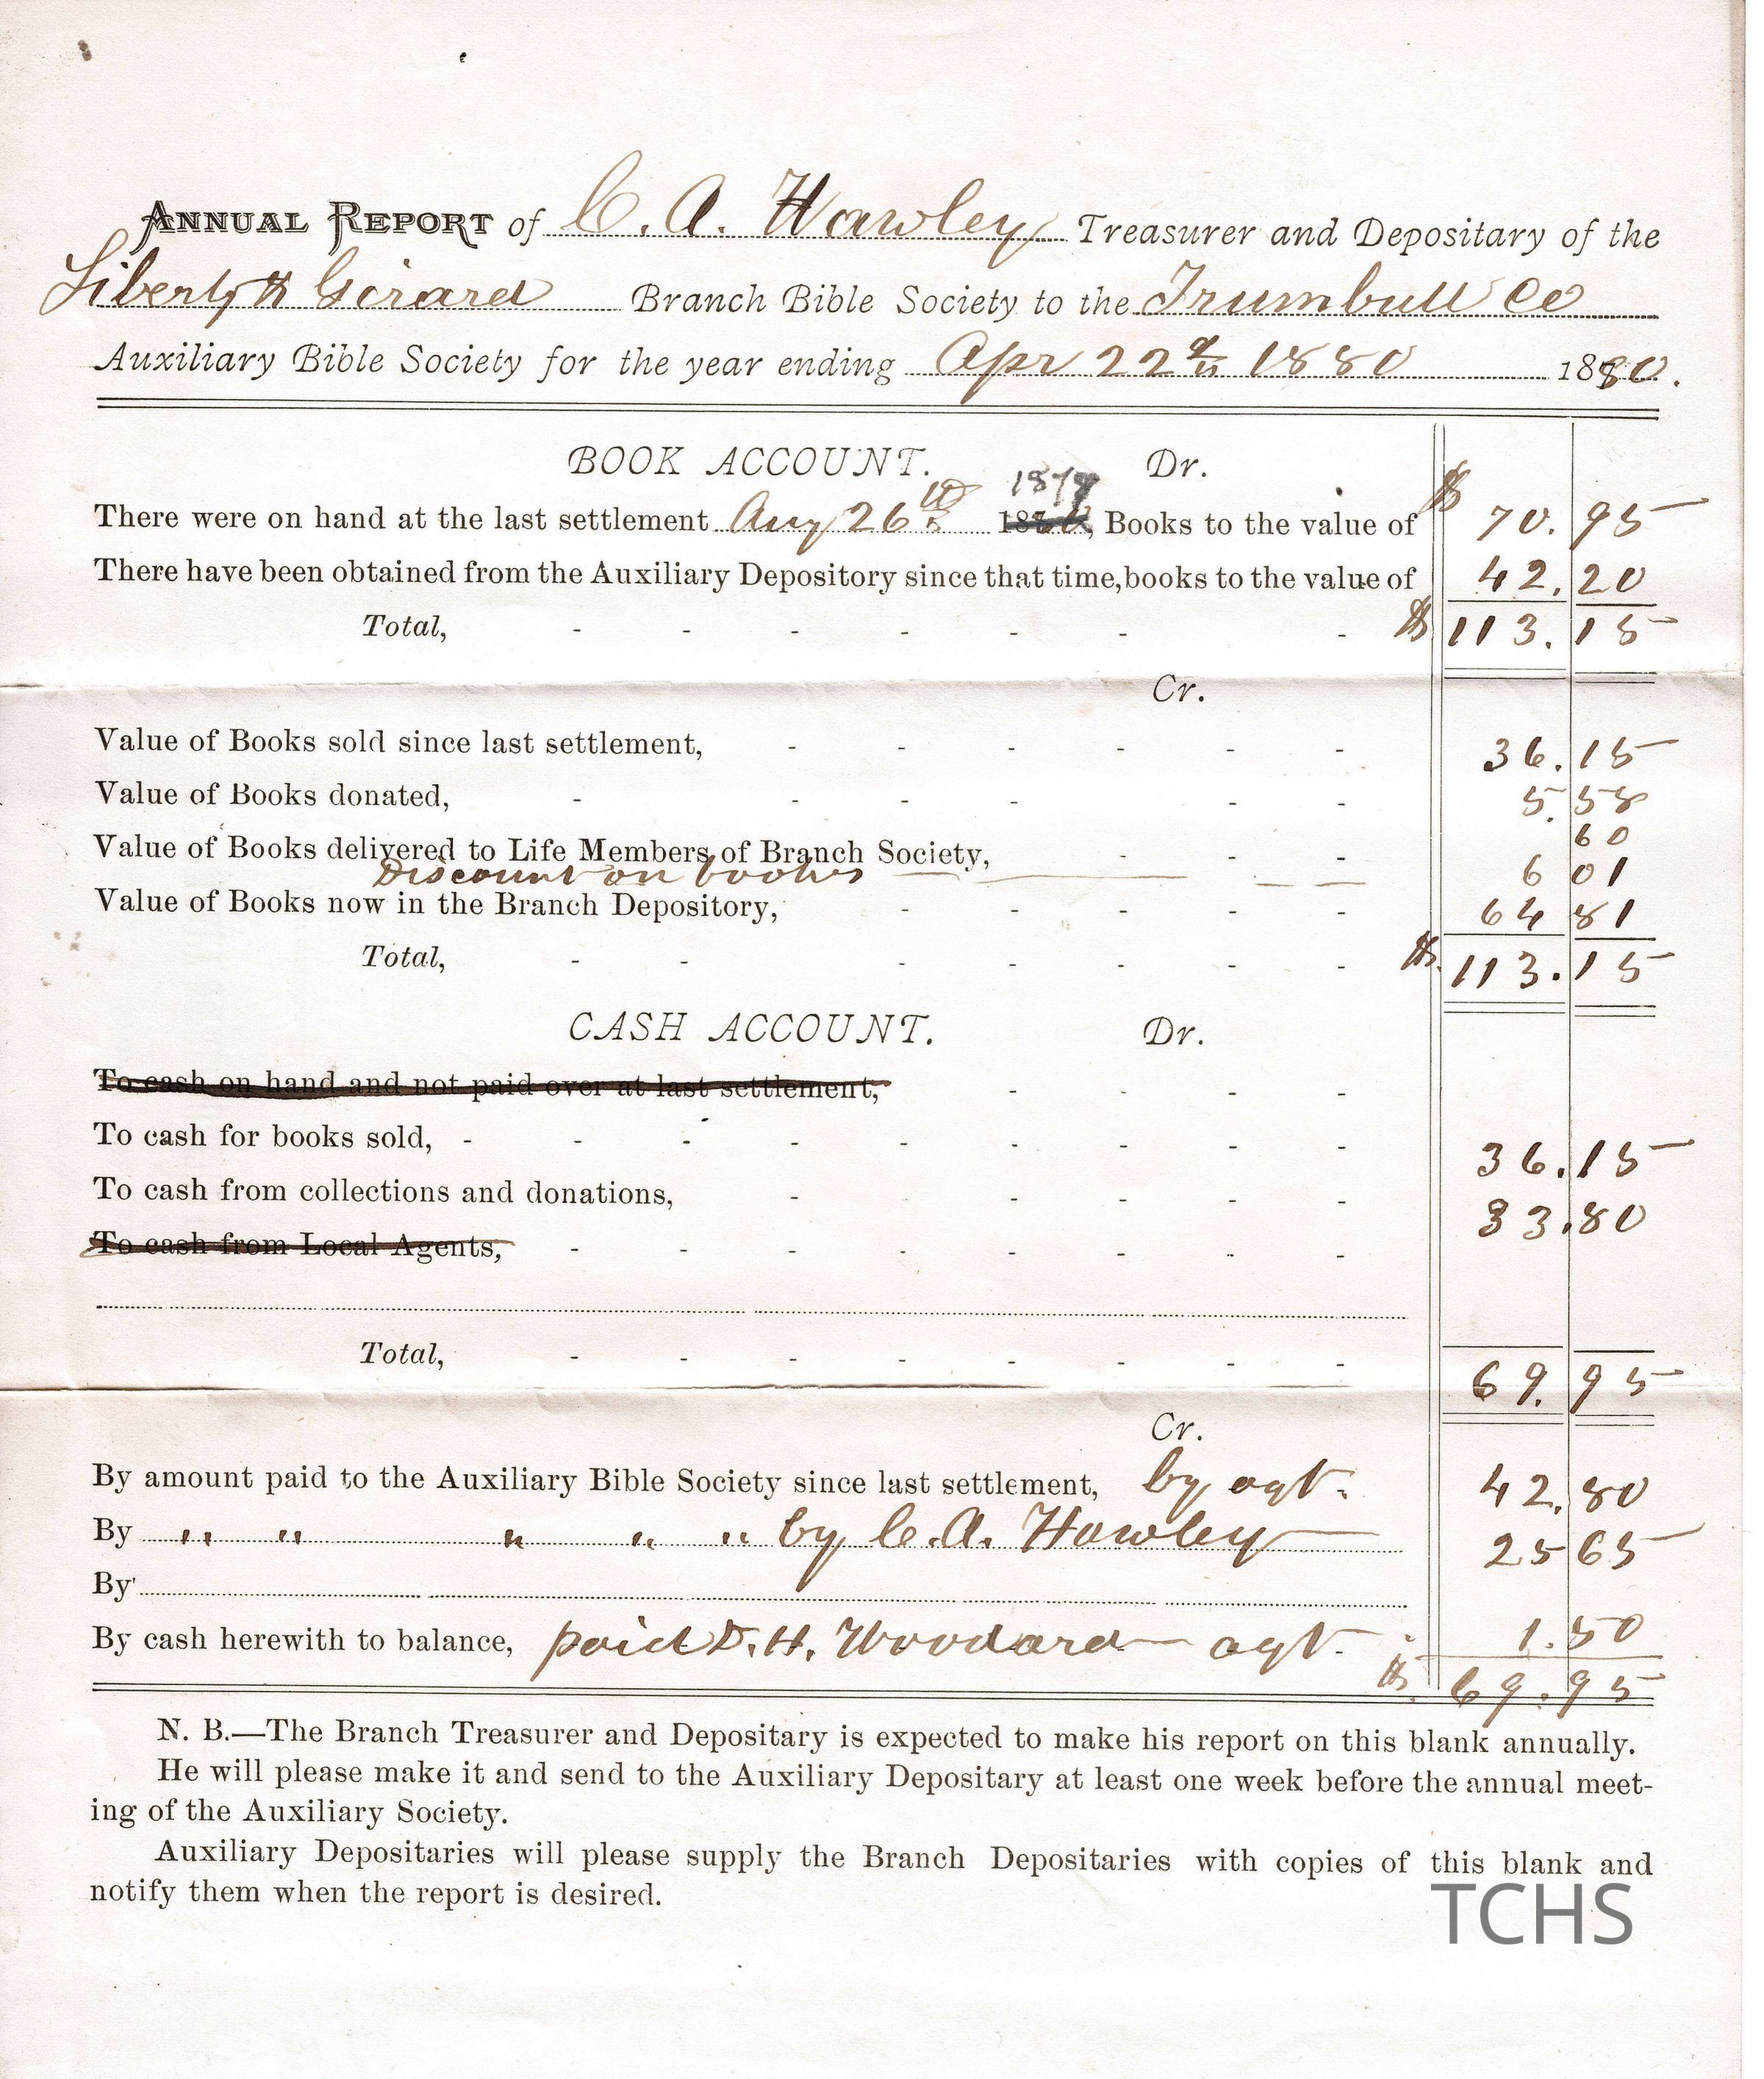 ANNUAL REPORT of C. A. Hawley Treasurer and Depositary of the
Liberty & Girard Branch Bible Society to the Trumbull Co
Auxiliary Bible Society for the year ending Apr 22d 1880 1880.
BOOK ACCOUNT. Dr.
1878
There were on hand at the last settlement Aug 26th 1880, Books to the value of $ 70.95
There have been obtained from the Auxiliary Depository since that time, books to the value of 42.20
Total, - - - - - - - $ 113.15
Cr.
Value of Books sold since last settlement, - - - - - - 36.15
Value of Books donated, - - - - - - 5.58
Value of Books delivered to Life Members of Branch Society, - - - 60
Discount on books 6 01
Value of Books now in the Branch Depository, - - - - - 64 81
Total, - - - - - - - $ 113.15
CASH ACCOUNT. Dr.
To cash on hand and not paid over at last settlement, - - - -
To cash for books sold, - - - - - - - - - 36.15
To cash from collections and donations, - - - - - 33.80
To cash from Local Agents, - - - - - - - -
Total, - - - - - - - - 69.95
Cr.
By amount paid to the Auxiliary Bible Society since last settlement, by agt. 42.80
By " " " " " by C. A. Hawley 25 65
By
By cash herewith to balance, paid D. H. Woodard agt. 1.50
$ 69.95
N. B.—The Branch Treasurer and Depositary is expected to make his report on this blank annually.
He will please make it and send to the Auxiliary Depositary at least one week before the annual meet-
ing of the Auxiliary Society.
Auxiliary Depositaries will please supply the Branch Depositaries with copies of this blank and
notify them when the report is desired.
TCHS